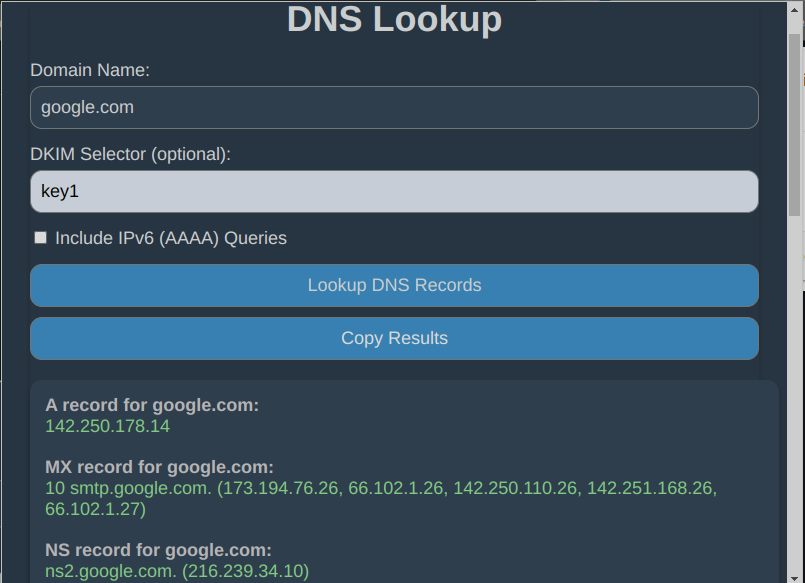 DNS Lookup
Domain Name:
google.com
DKIM Selector (optional):
key1
Include IPv6 (AAAA) Queries
Lookup DNS Records
Copy Results
A record for google.com:
142.250.178.14
MX record for google.com:
10 smtp.google.com. (173.194.76.26, 66.102.1.26, 142.250.110.26, 142.251.168.26,
66.102.1.27)
NS record for google.com:
ns2.google.com. (216.239.34.10)